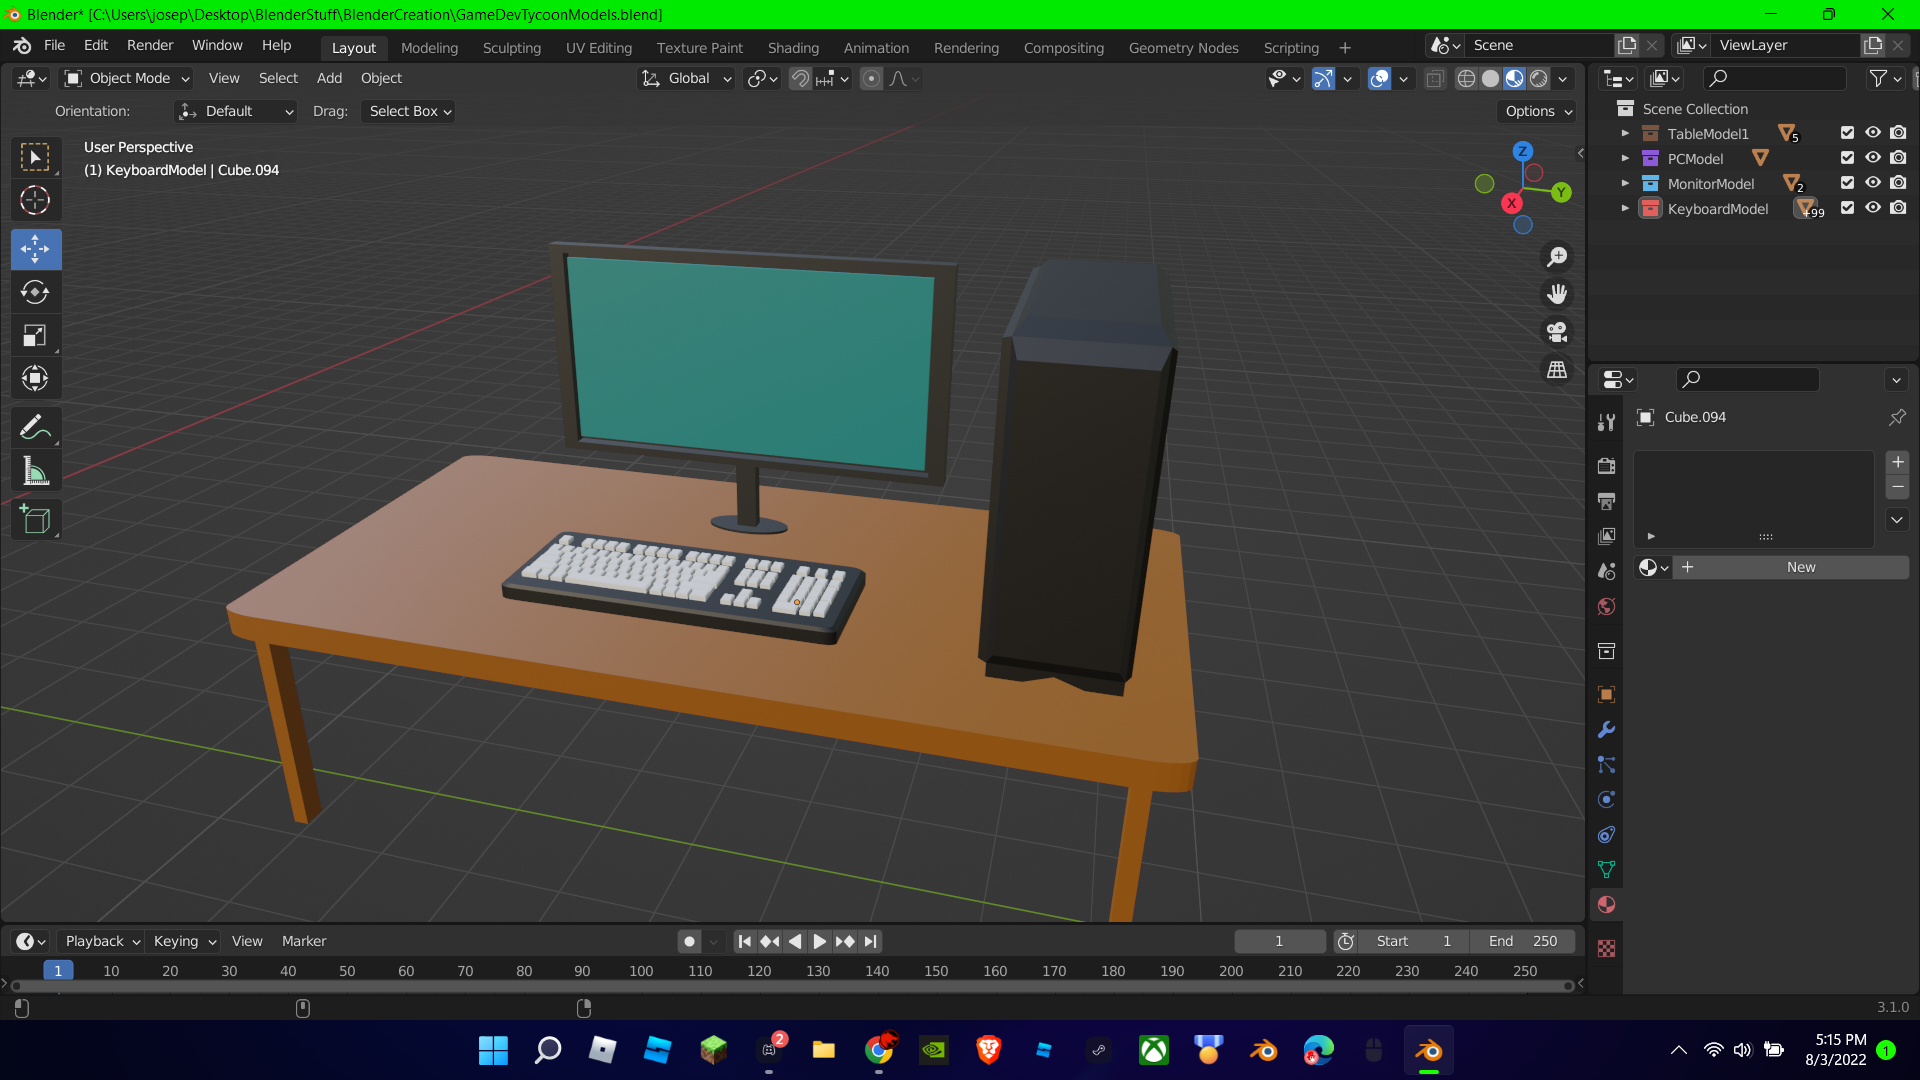 Blender* [C:\Users\josep\Desktop\BlenderStuff\BlenderCreation\GameDevTycoonModels.blend]
File Edit Render Window Help Layout Modeling Sculpting UV Editing Texture Paint Shading Animation Rendering Compositing Geometry Nodes Scripting + Scene ViewLayer
Object Mode View Select Add Object Global
Orientation: Default Drag: Select Box Options
User Perspective
(1) KeyboardModel | Cube.094
Z
Y
X
Scene Collection
TableModel1 5
PCModel
MonitorModel 2
KeyboardModel +99
Cube.094
+ New
Playback Keying View Marker 1 Start 1 End 250
1 10 20 30 40 50 60 70 80 90 100 110 120 130 140 150 160 170 180 190 200 210 220 230 240 250
3.1.0
2
5:15 PM
8/3/2022
1